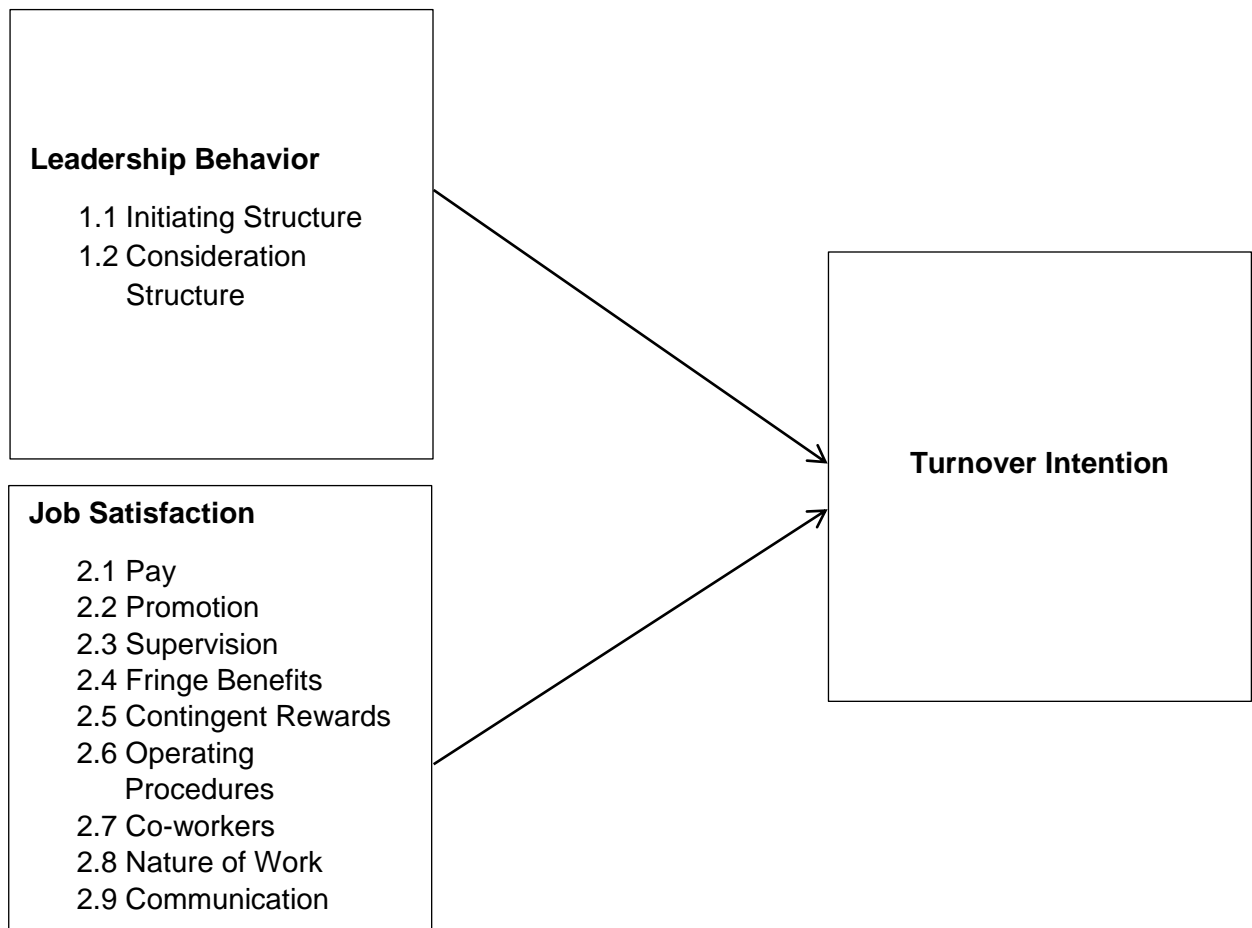 Leadership Behavior
1.1 Initiating Structure
1.2 Consideration
Structure
Turnover Intention
Job Satisfaction
2.1 Pay
2.2 Promotion
2.3 Supervision
2.4 Fringe Benefits
2.5 Contingent Rewards
2.6 Operating
Procedures
2.7 Co-workers
2.8 Nature of Work
2.9 Communication